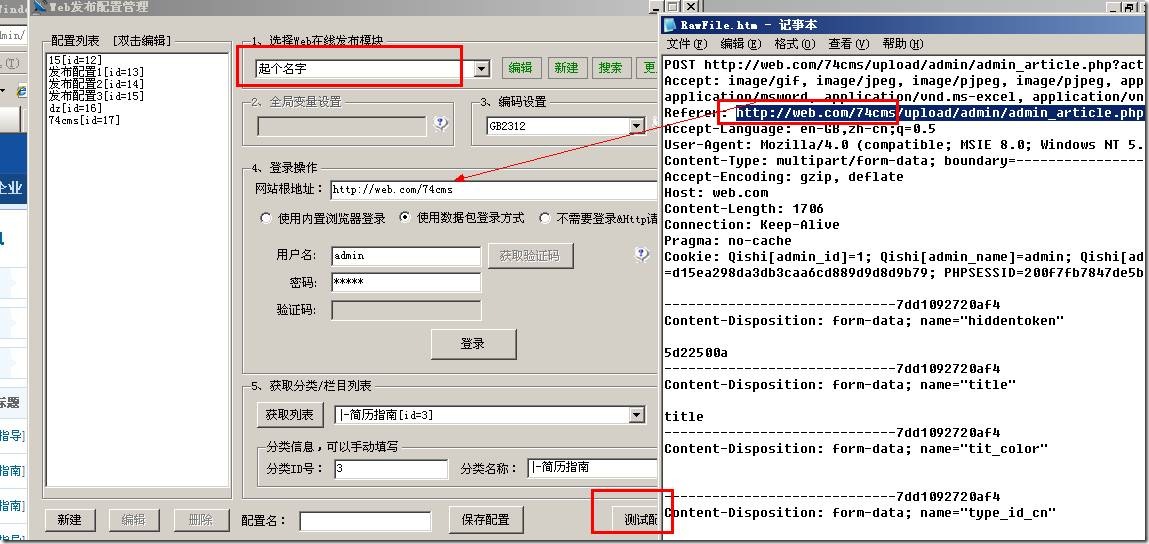 Web发布配置管理
配置列表 [双击编辑]
15[id=12]
发布配置1[id=13]
发布配置2[id=14]
发布配置3[id=15]
dz[id=16]
74cms[id=17]
1、选择Web在线发布模块
起个名字
编辑
新建
搜索
更
2、全局变量设置
3、编码设置
GB2312
4、登录操作
网站根地址:
http://web.com/74cms
使用内置浏览器登录
使用数据包登录方式
不需要登录&Http请
用户名:
admin
获取验证码
密码:
*****
验证码:
登录
5、获取分类/栏目列表
获取列表
|-简历指南[id=3]
分类信息,可以手动填写
分类ID号:
3
分类名称:
|-简历指南
新建
编辑
删除
配置名:
保存配置
测试配
RawFile.htm - 记事本
文件(F) 编辑(E) 格式(O) 查看(V) 帮助(H)
POST http://web.com/74cms/upload/admin/admin_article.php?act
Accept: image/gif, image/jpeg, image/pjpeg, image/pjpeg, app
application/msword, application/vnd.ms-excel, application/vn
Referer: http://web.com/74cms/upload/admin/admin_article.php
Accept-Language: en-GB,zh-cn;q=0.5
User-Agent: Mozilla/4.0 (compatible; MSIE 8.0; Windows NT 5.
Content-Type: multipart/form-data; boundary=----------------
Accept-Encoding: gzip, deflate
Host: web.com
Content-Length: 1706
Connection: Keep-Alive
Pragma: no-cache
Cookie: Qishi[admin_id]=1; Qishi[admin_name]=admin; Qishi[ad
=d15ea298da3db3caa6cd889d9d8d9b79; PHPSESSID=200f7fb7847de5b
-----------------------------7dd1092720af4
Content-Disposition: form-data; name="hiddentoken"
5d22500a
-----------------------------7dd1092720af4
Content-Disposition: form-data; name="title"
title
-----------------------------7dd1092720af4
Content-Disposition: form-data; name="tit_color"
-----------------------------7dd1092720af4
Content-Disposition: form-data; name="type_id_cn"